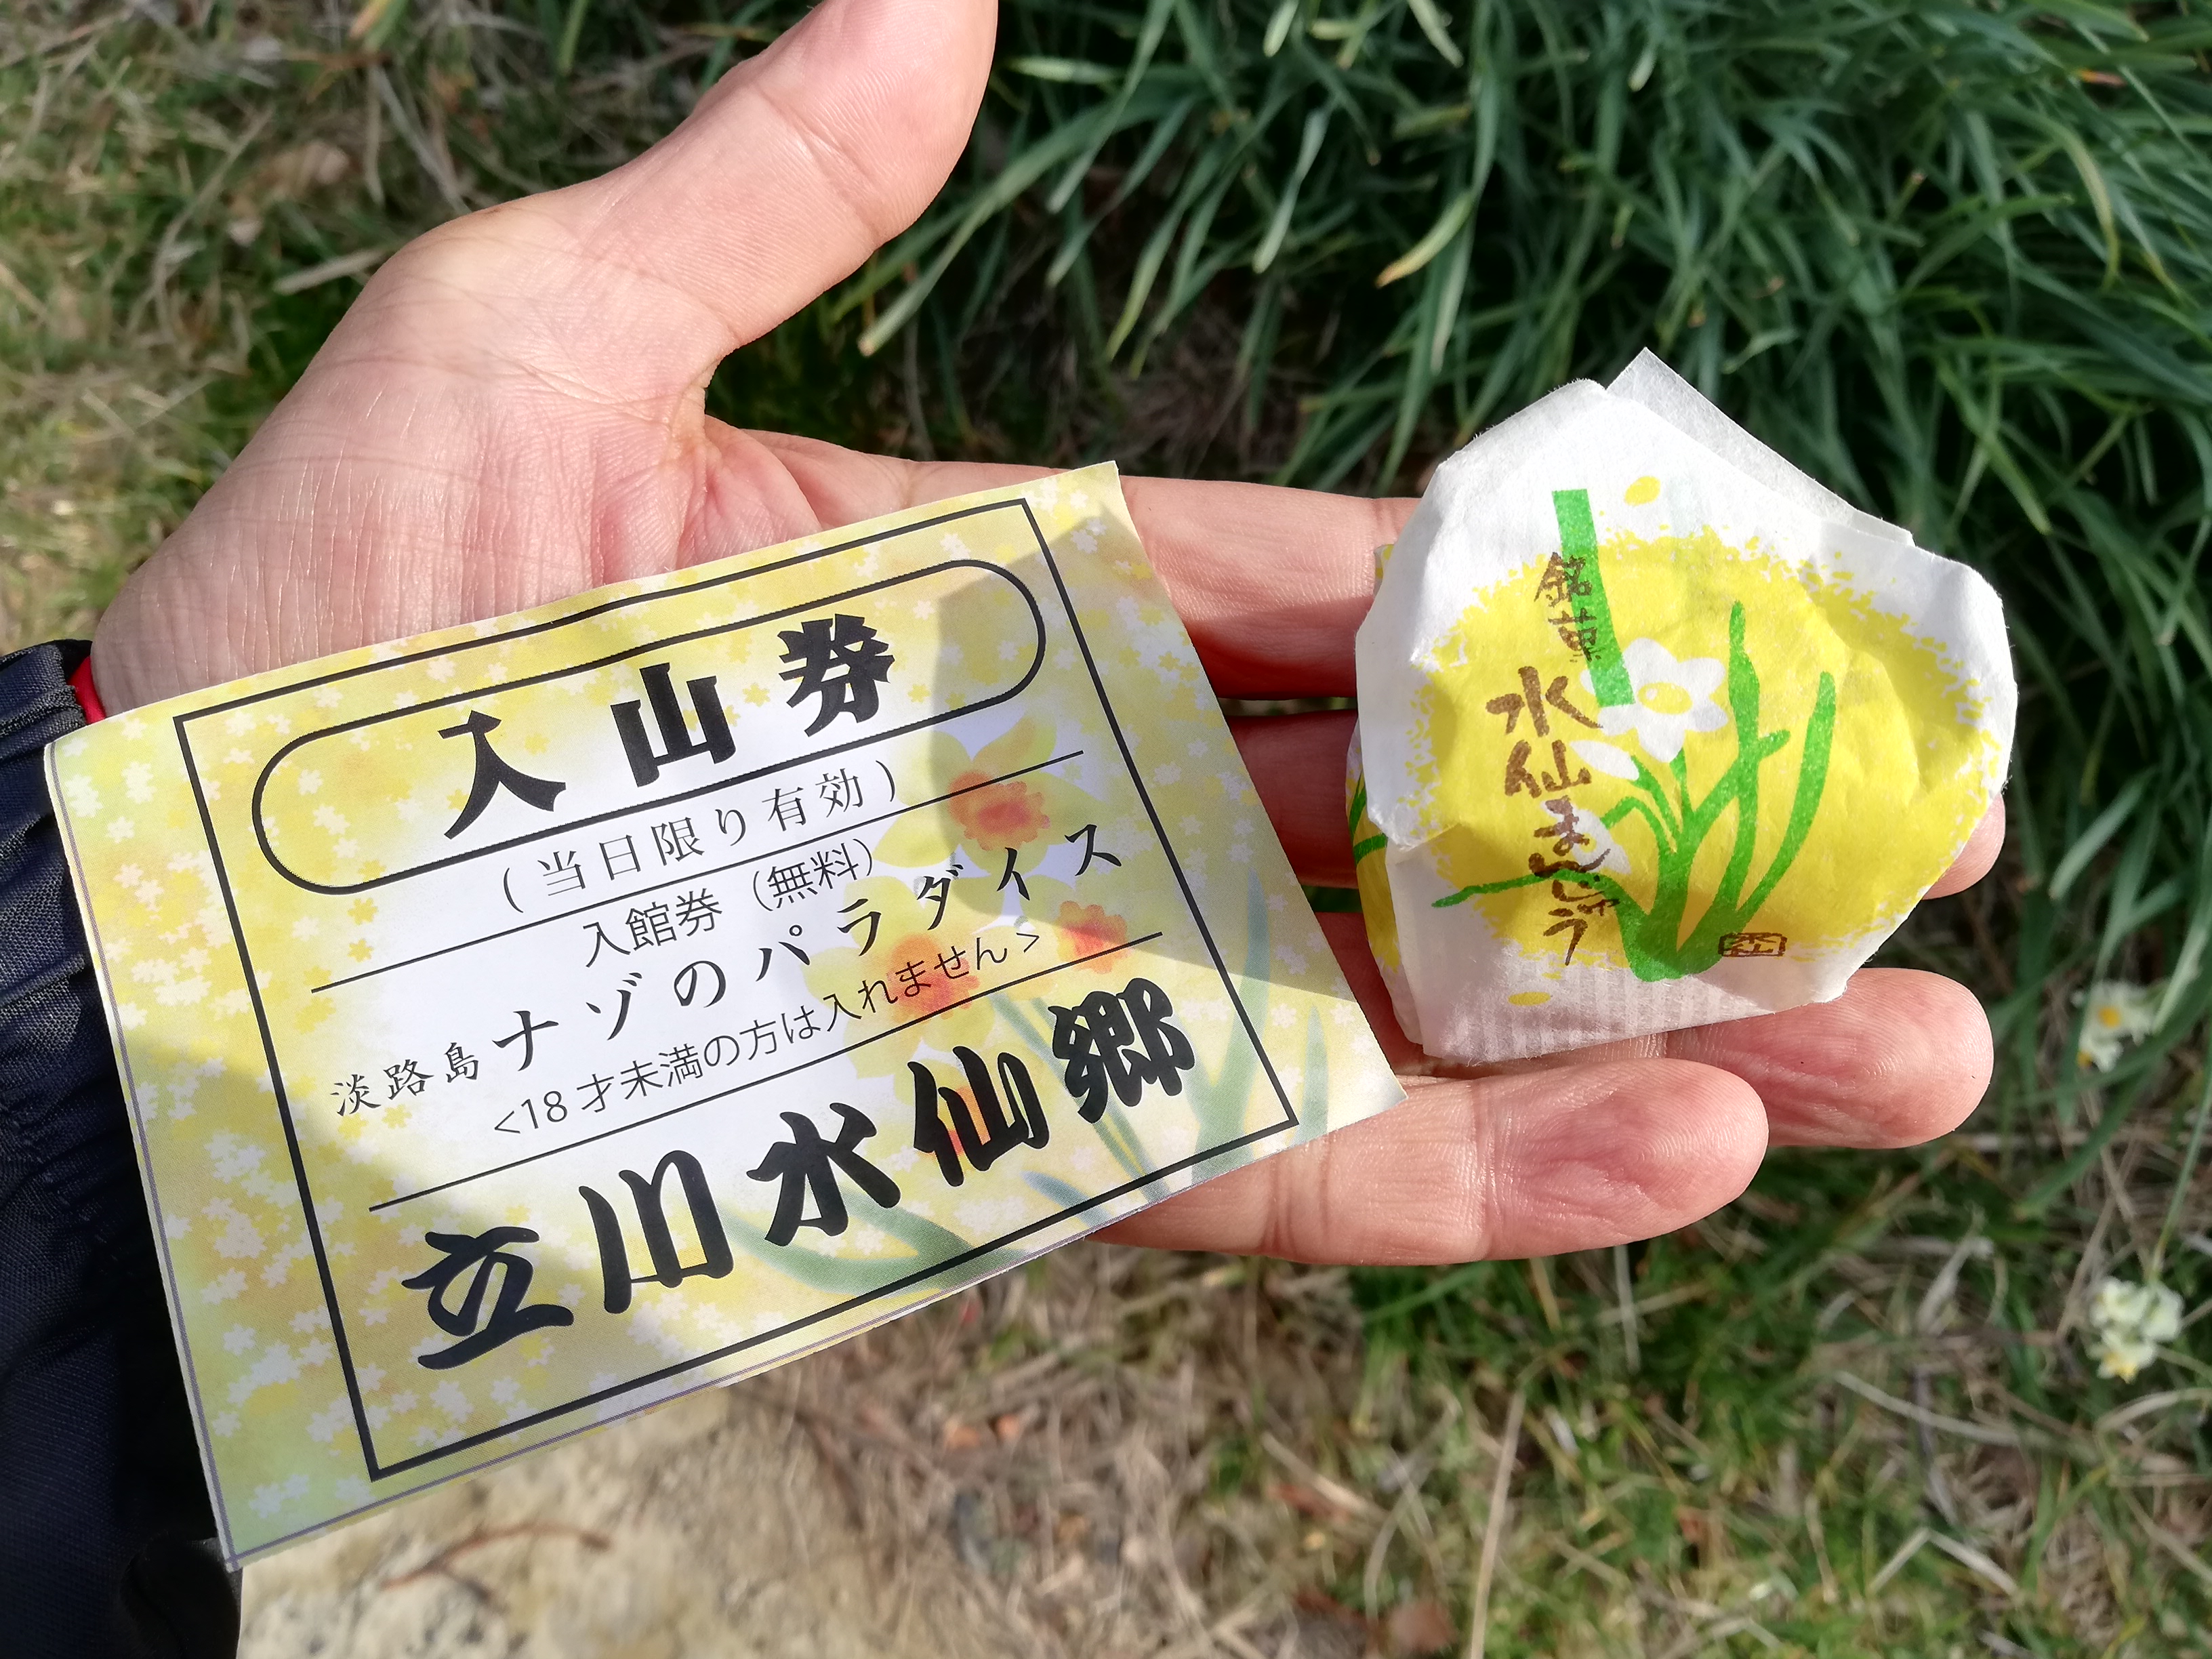 入山券
(当日限り有効)
入館券 (無料)
淡路島ナゾのパラダイス
<18才未満の方は入れません>
立川水仙郷
銘菓
水仙まんじゅう